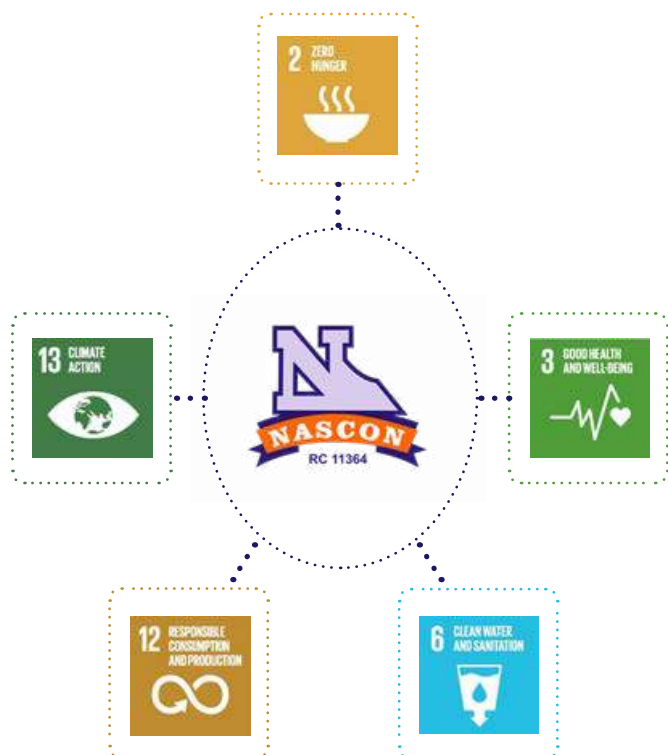 2 ZERO
HUNGER
13 CLIMATE
ACTION
N
NASCON
RC 11364
3 GOOD HEALTH
AND WELL-BEING
12 RESPONSIBLE
CONSUMPTION
AND PRODUCTION
6 CLEAN WATER
AND SANITATION